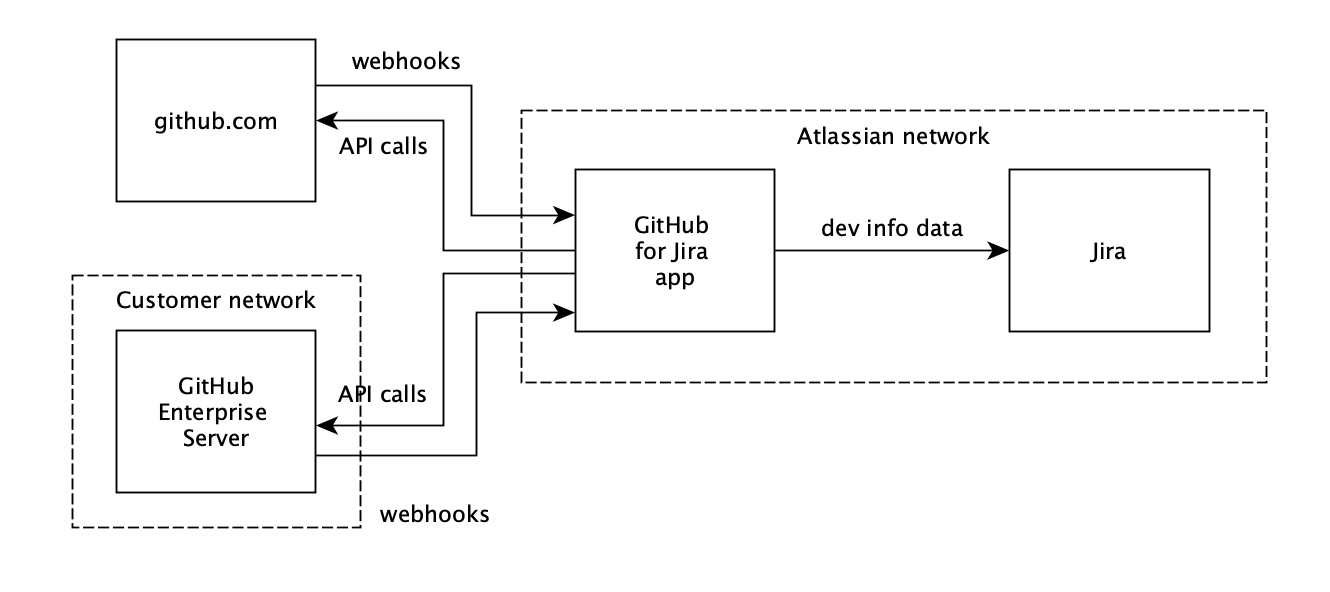 webhooks
github.com
API calls
Atlassian network
GitHub
for Jira
app
dev info data
Jira
Customer network
GitHub
Enterprise
Server
API calls
webhooks